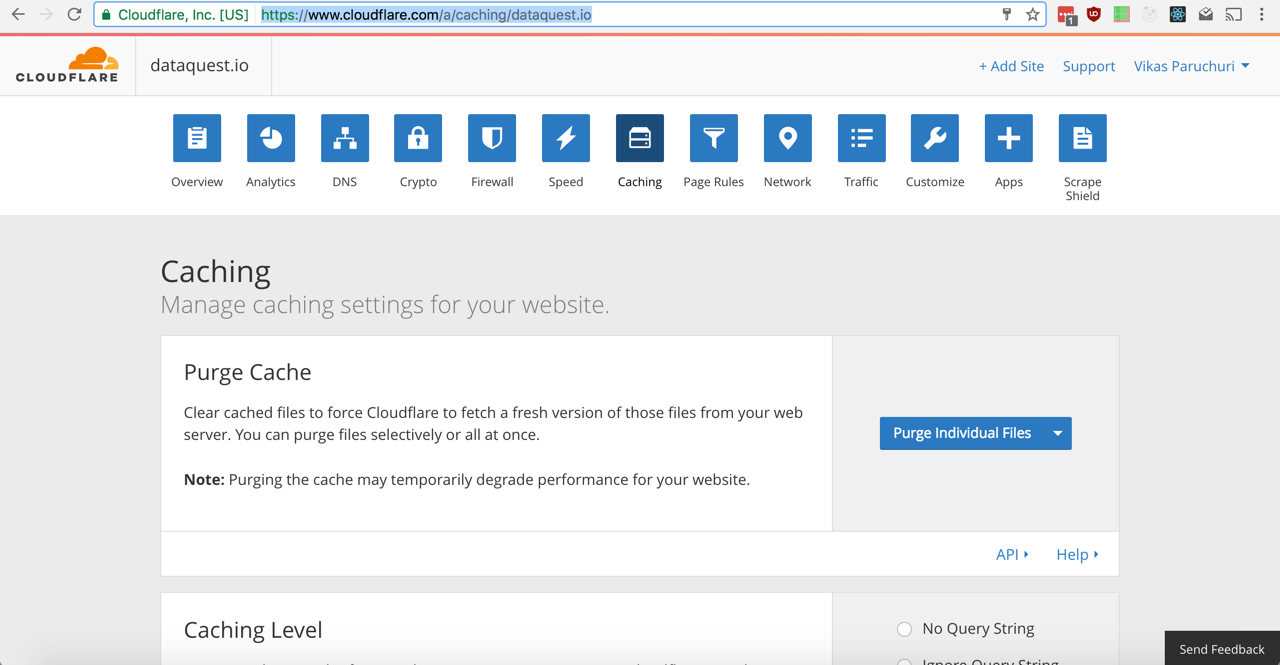 Cloudflare, Inc. [US] https://www.cloudflare.com/a/caching/dataquest.io
1
CLOUDFLARE
dataquest.io
+ Add Site Support Vikas Paruchuri
Overview Analytics DNS Crypto Firewall Speed Caching Page Rules Network Traffic Customize Apps Scrape
Shield
Caching
Manage caching settings for your website.
Purge Cache
Clear cached files to force Cloudflare to fetch a fresh version of those files from your web
server. You can purge files selectively or all at once.
Purge Individual Files
Note: Purging the cache may temporarily degrade performance for your website.
API Help
Caching Level
No Query String
Ignore Query String
Send Feedback